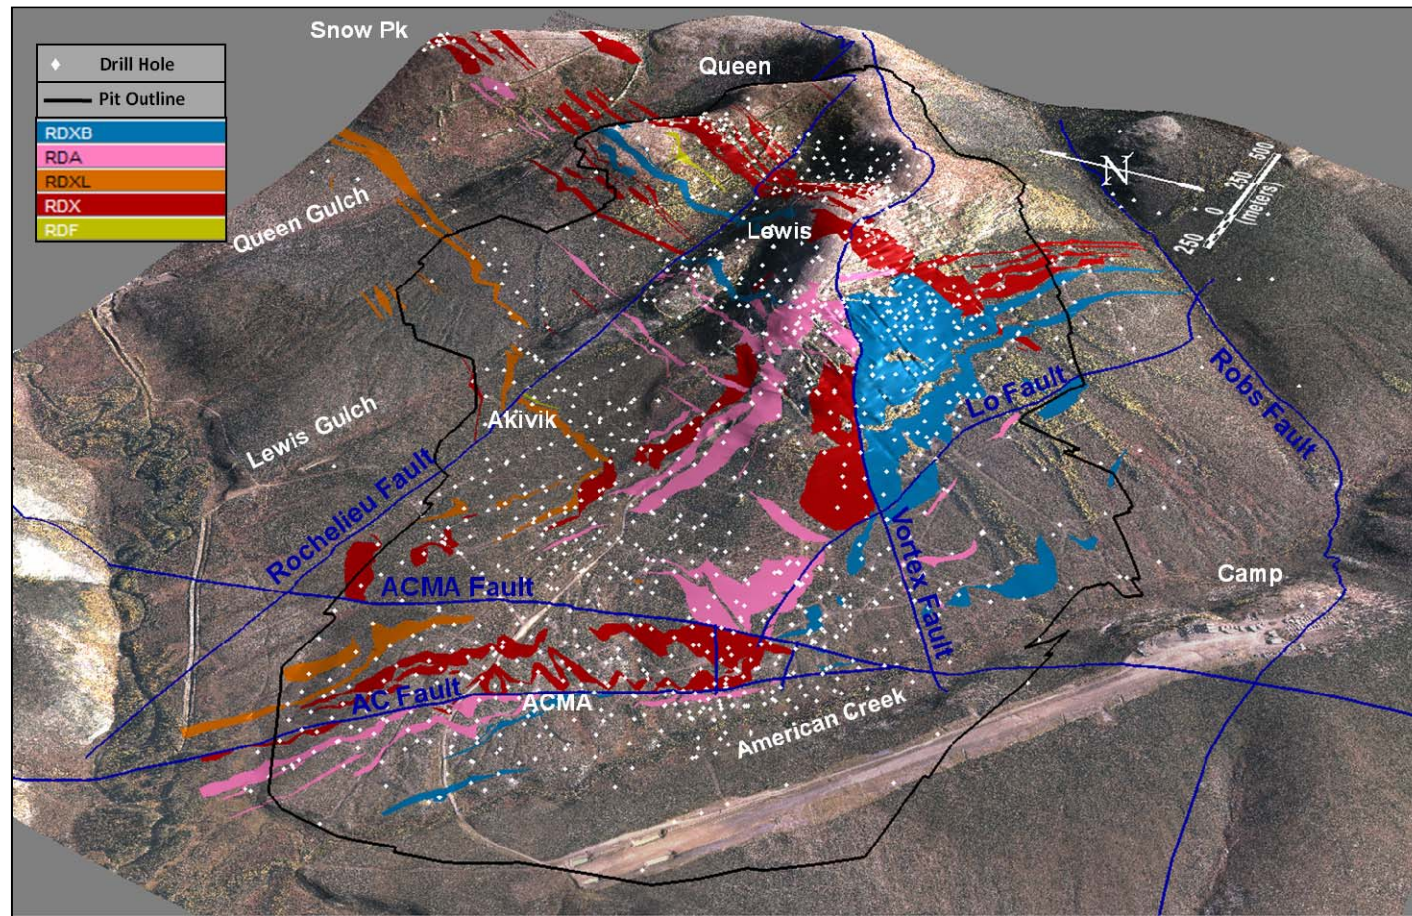 Snow Pk
Queen
Drill Hole
Pit Outline
RDXB
RDA
RDXL
RDX
RDF
N
500
250
0
250
(meters)
Queen Gulch
Lewis
Lewis Gulch
Akivik
Rochelieu Fault
Lo Fault
Robs Fault
ACMA Fault
Vortex Fault
Camp
AC Fault
ACMA
American Creek